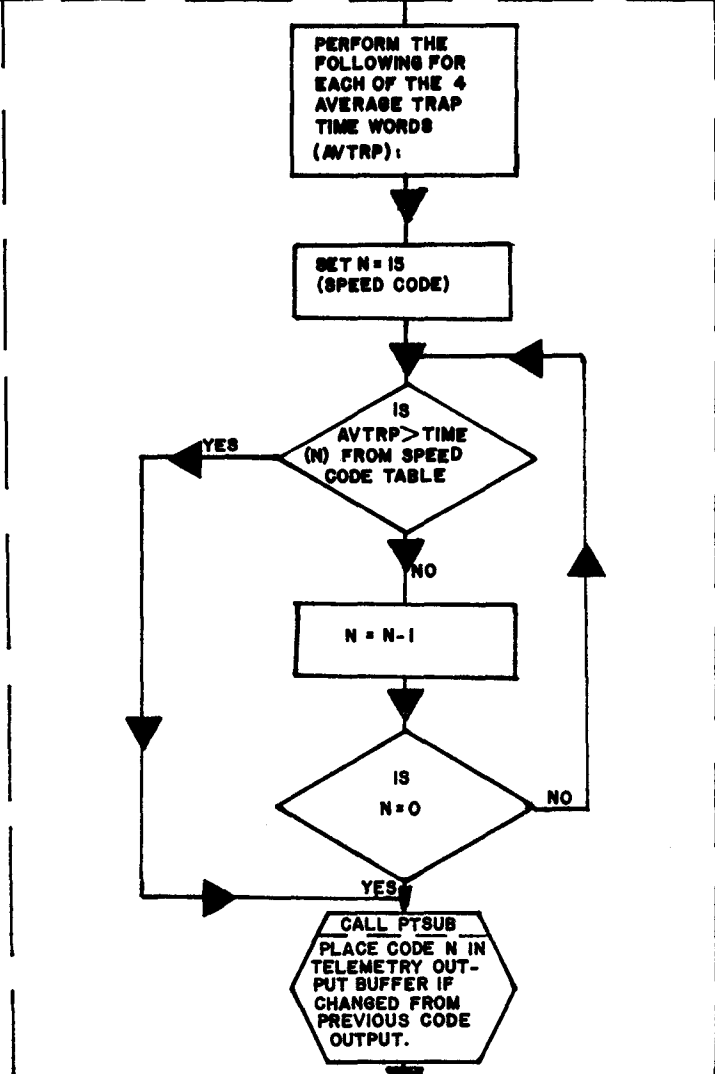 PERFORM THE
FOLLOWING FOR
EACH OF THE 4
AVERAGE TRAP
TIME WORDS
(AVTRP):
SET N = 15
(SPEED CODE)
IS
AVTRP > TIME
(N) FROM SPEED
CODE TABLE
YES
NO
N = N-1
IS
N = 0
NO
YES
CALL PTSUB
PLACE CODE N IN
TELEMETRY OUT-
PUT BUFFER IF
CHANGED FROM
PREVIOUS CODE
OUTPUT.